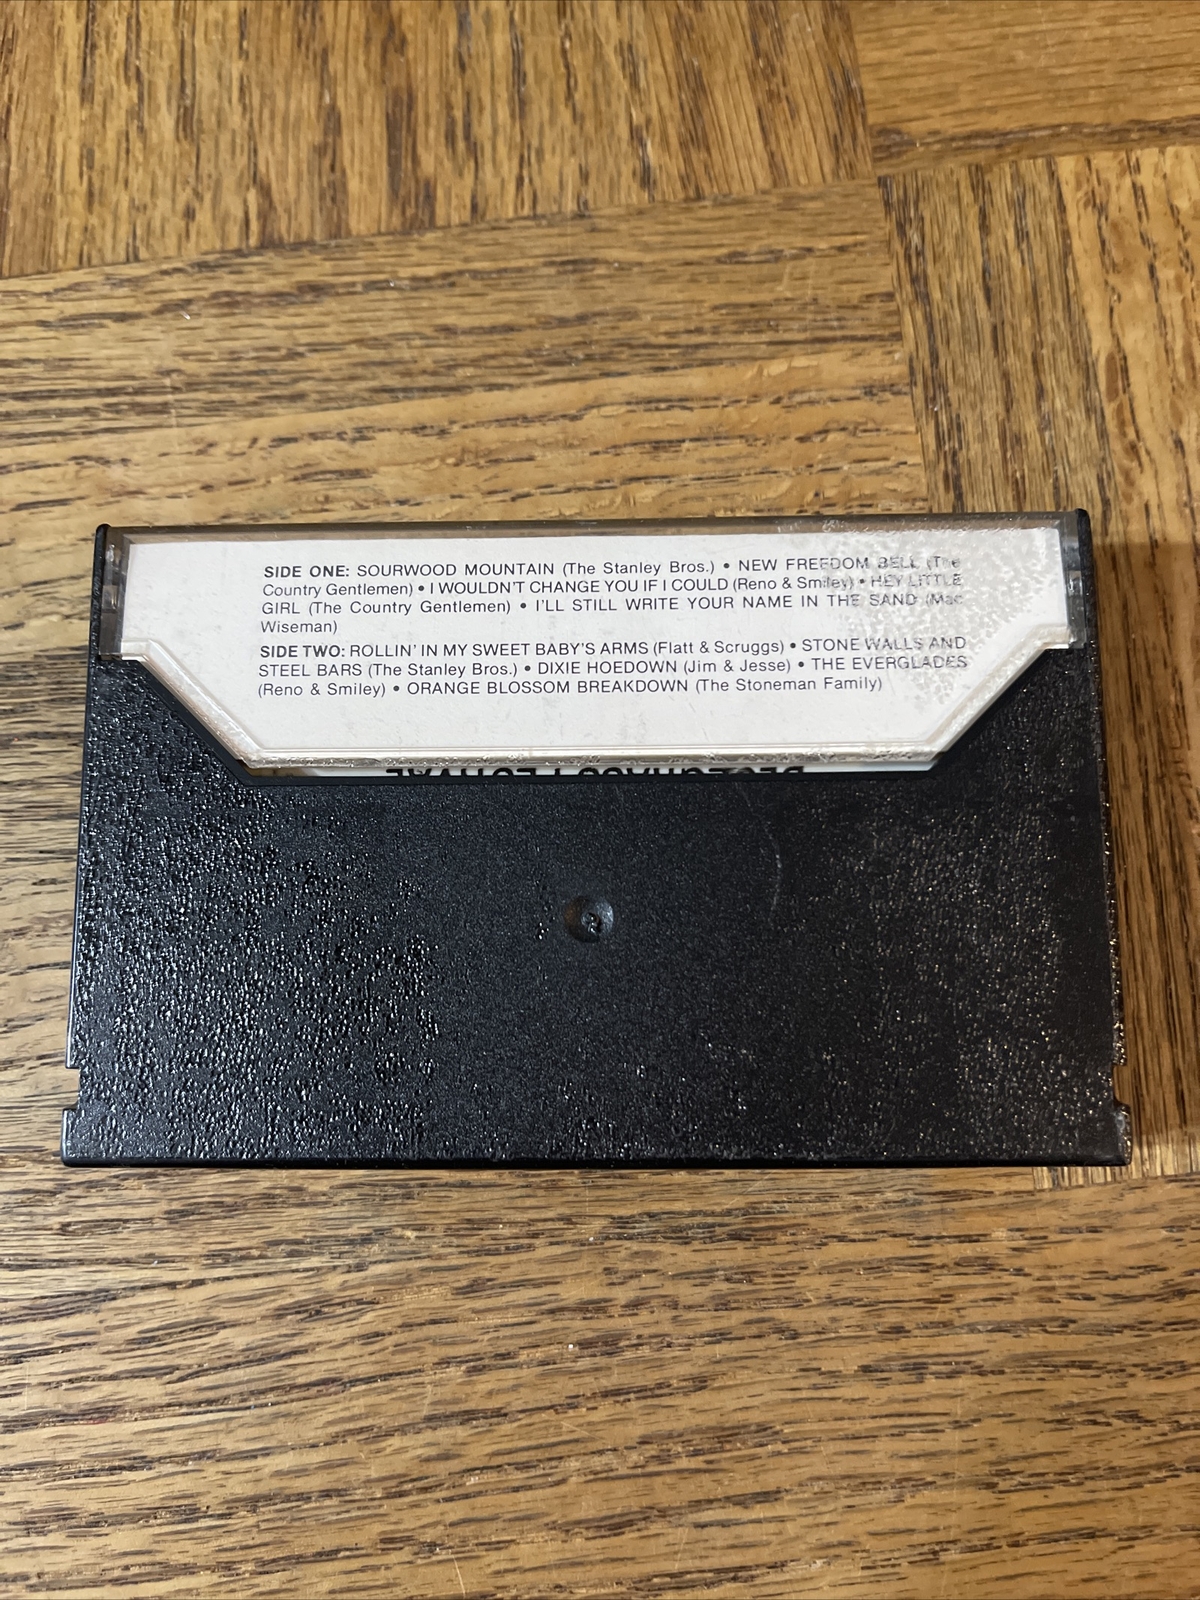 SIDE ONE: SOURWOOD MOUNTAIN (The Stanley Bros.) • NEW FREEDOM BELL (The
Country Gentlemen) • I WOULDN'T CHANGE YOU IF I COULD (Reno & Smiley) • HEY LITTLE
GIRL (The Country Gentlemen) • I'LL STILL WRITE YOUR NAME IN THE SAND (Mac
Wiseman)
SIDE TWO: ROLLIN' IN MY SWEET BABY'S ARMS (Flatt & Scruggs) • STONE WALLS AND
STEEL BARS (The Stanley Bros.) • DIXIE HOEDOWN (Jim & Jesse) • THE EVERGLADES
(Reno & Smiley) • ORANGE BLOSSOM BREAKDOWN (The Stoneman Family)